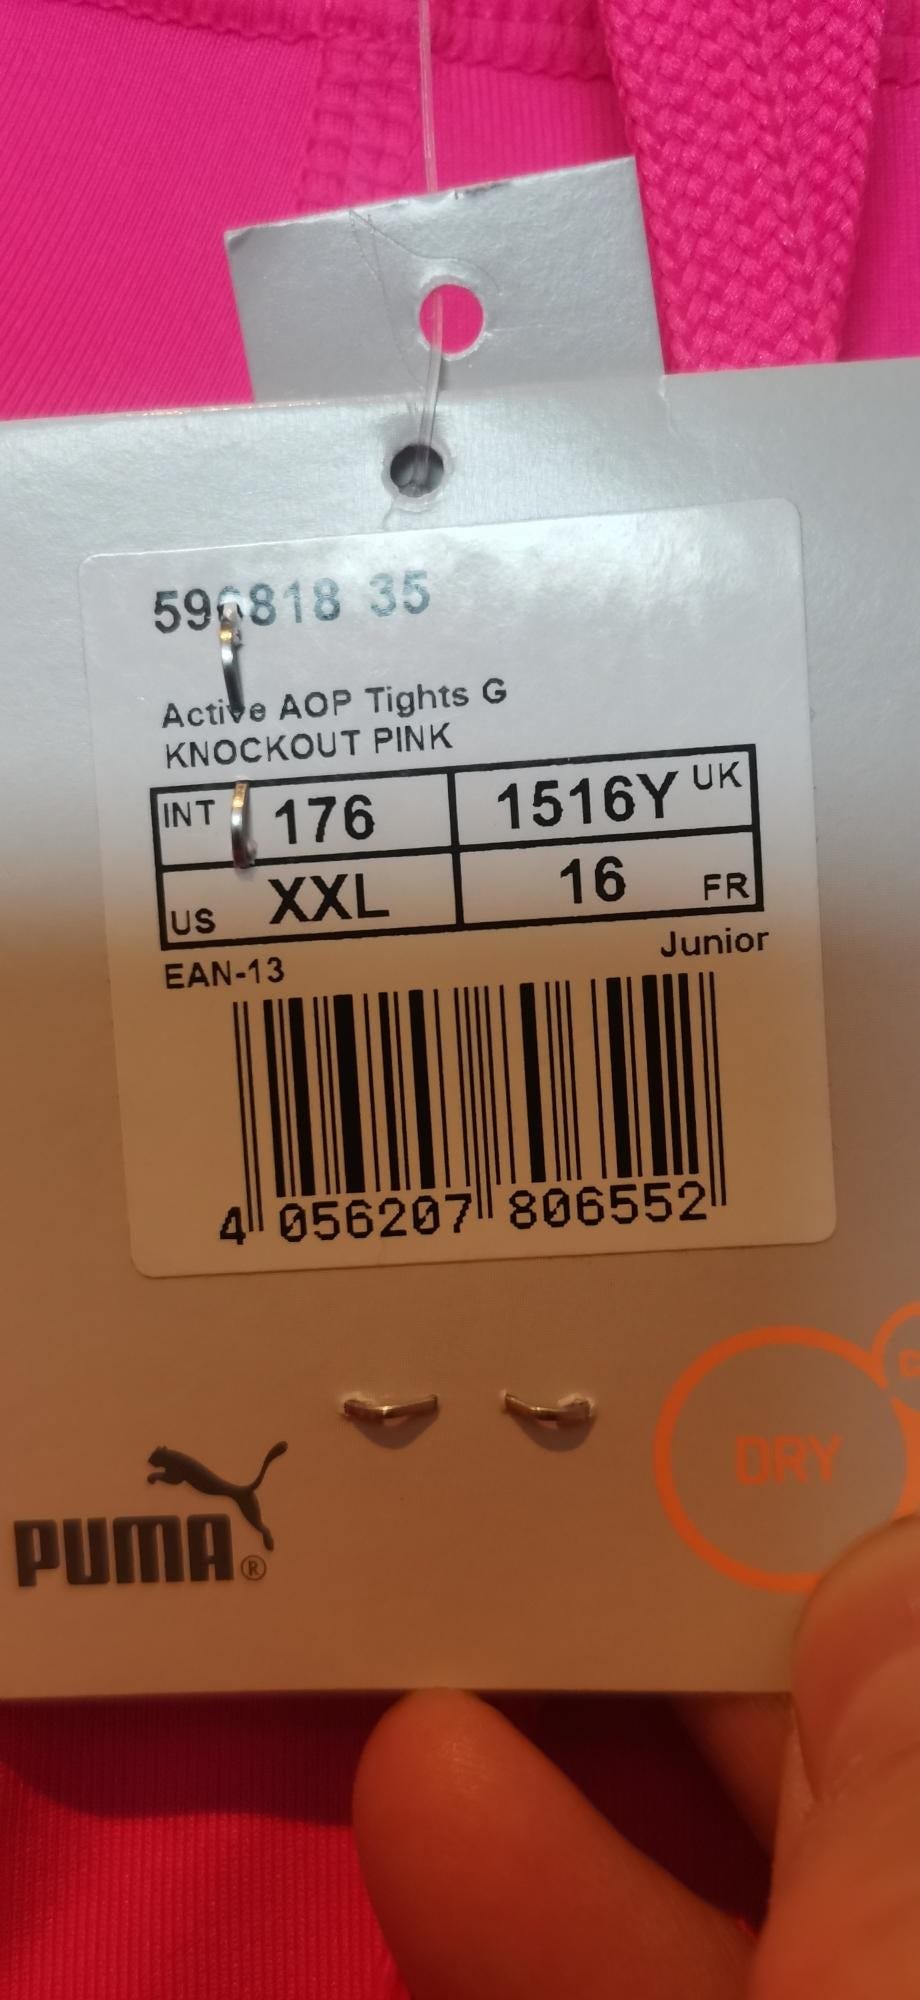 818 35
Active AOP Tights G
KNOCKOUT PINK
INT 176 1516Y UK
US XXL 16 FR
EAN-13 Junior
4 056207 806552
DRY
PUMA®